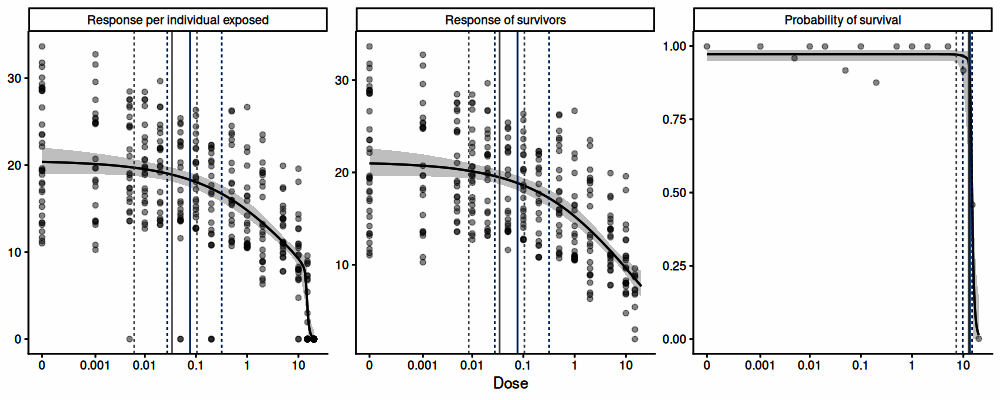 Response per individual exposed
Response of survivors
Probability of survival
30
20
10
0
30
20
10
1.00
0.75
0.50
0.25
0.00
0 0.001 0.01 0.1 1 10
0 0.001 0.01 0.1 1 10
0 0.001 0.01 0.1 1 10
Dose